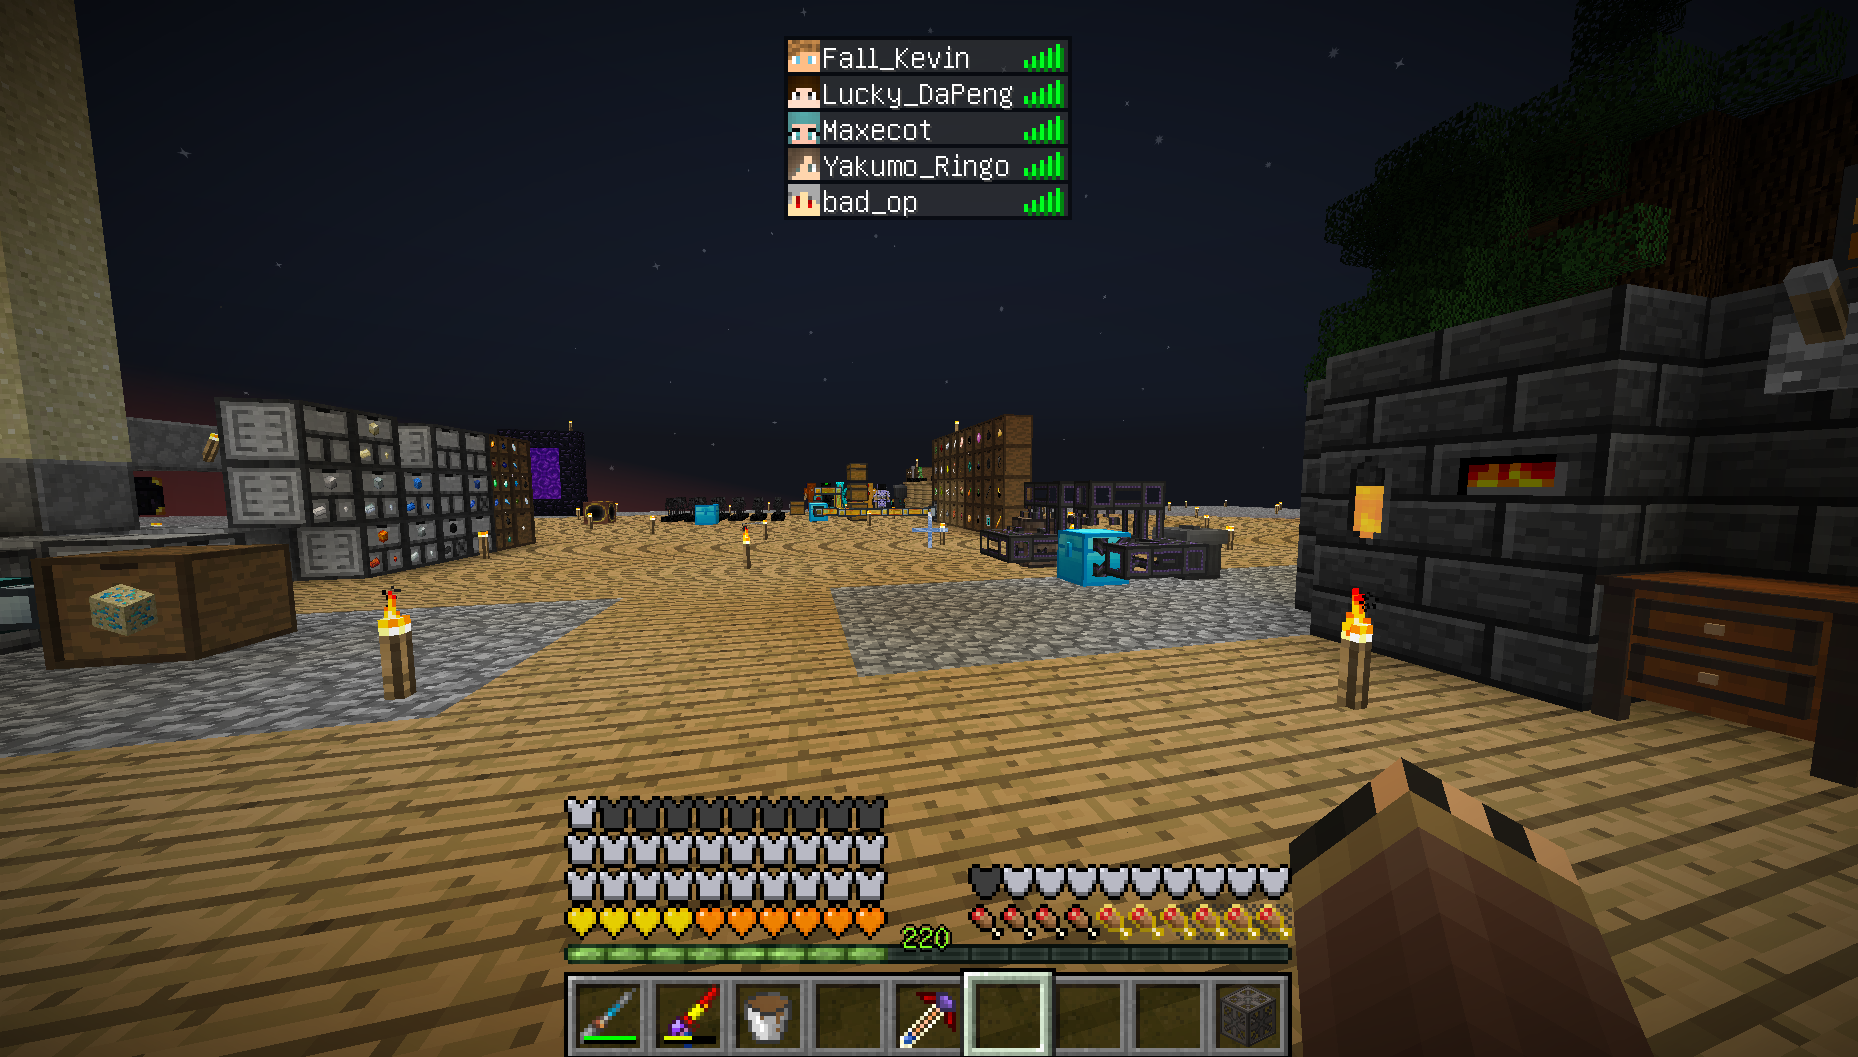 Fall_Kevin
Lucky_DaPeng
Maxecot
Yakumo_Ringo
bad_op
220